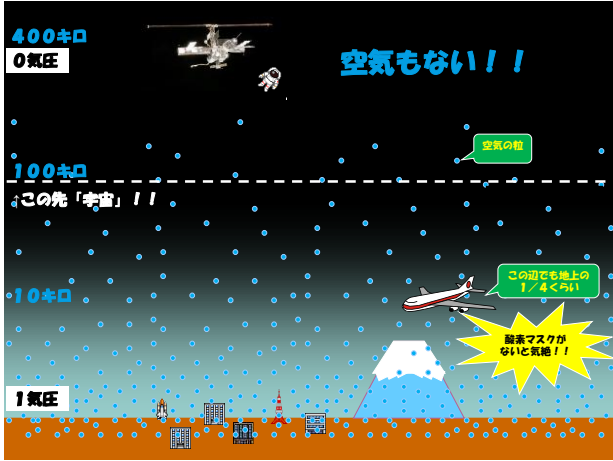 400キロ
0気圧
空気もない！！
空気の粒
100キロ
↑この先「宇宙」！！
この辺でも地上の
1／4くらい
10キロ
酸素マスクが
ないと気絶！！
1気圧